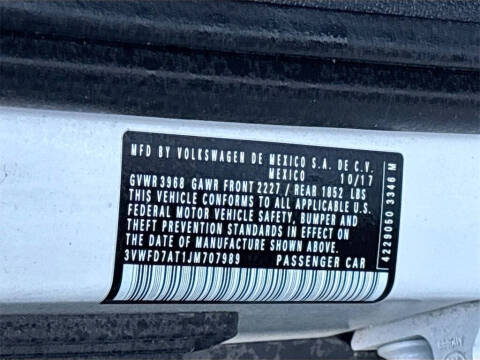 MFD BY VOLKSWAGEN DE MEXICO S.A. DE C.V.
MEXICO 10/17
GVWR 3968 GAWR FRONT 2227 / REAR 1852 LBS
THIS VEHICLE CONFORMS TO ALL APPLICABLE U.S.
FEDERAL MOTOR VEHICLE SAFETY, BUMPER AND
THEFT PREVENTION STANDARDS IN EFFECT ON
THE DATE OF MANUFACTURE SHOWN ABOVE.
3VWFD7AT1JM707989 PASSENGER CAR
4229050 3346 M